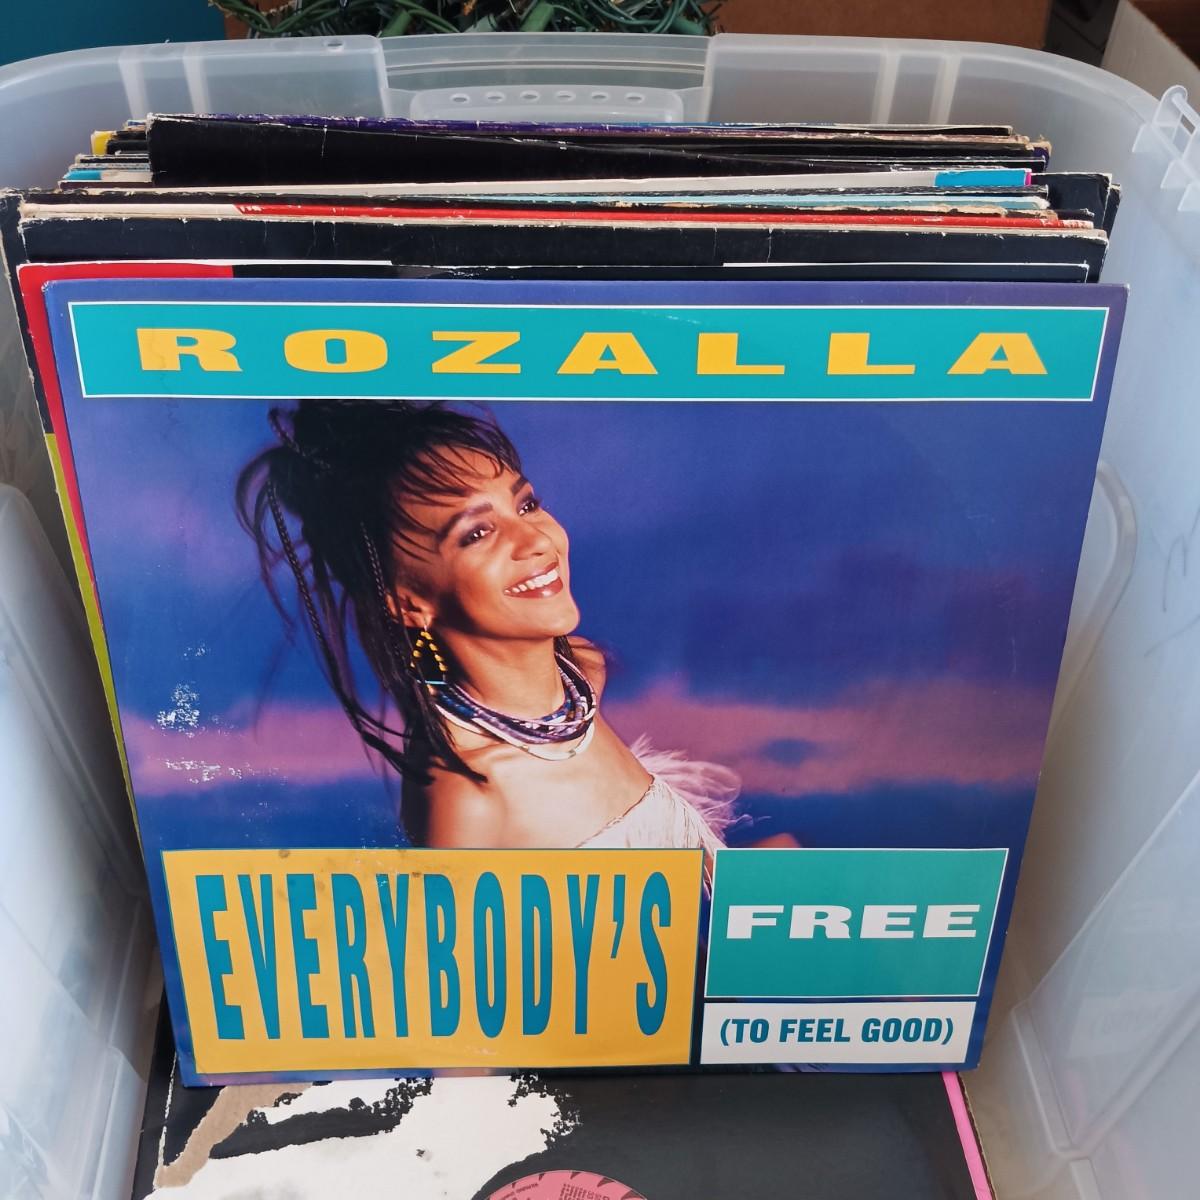 ROZALLA
EVERYBODY'S
FREE
(TO FEEL GOOD)